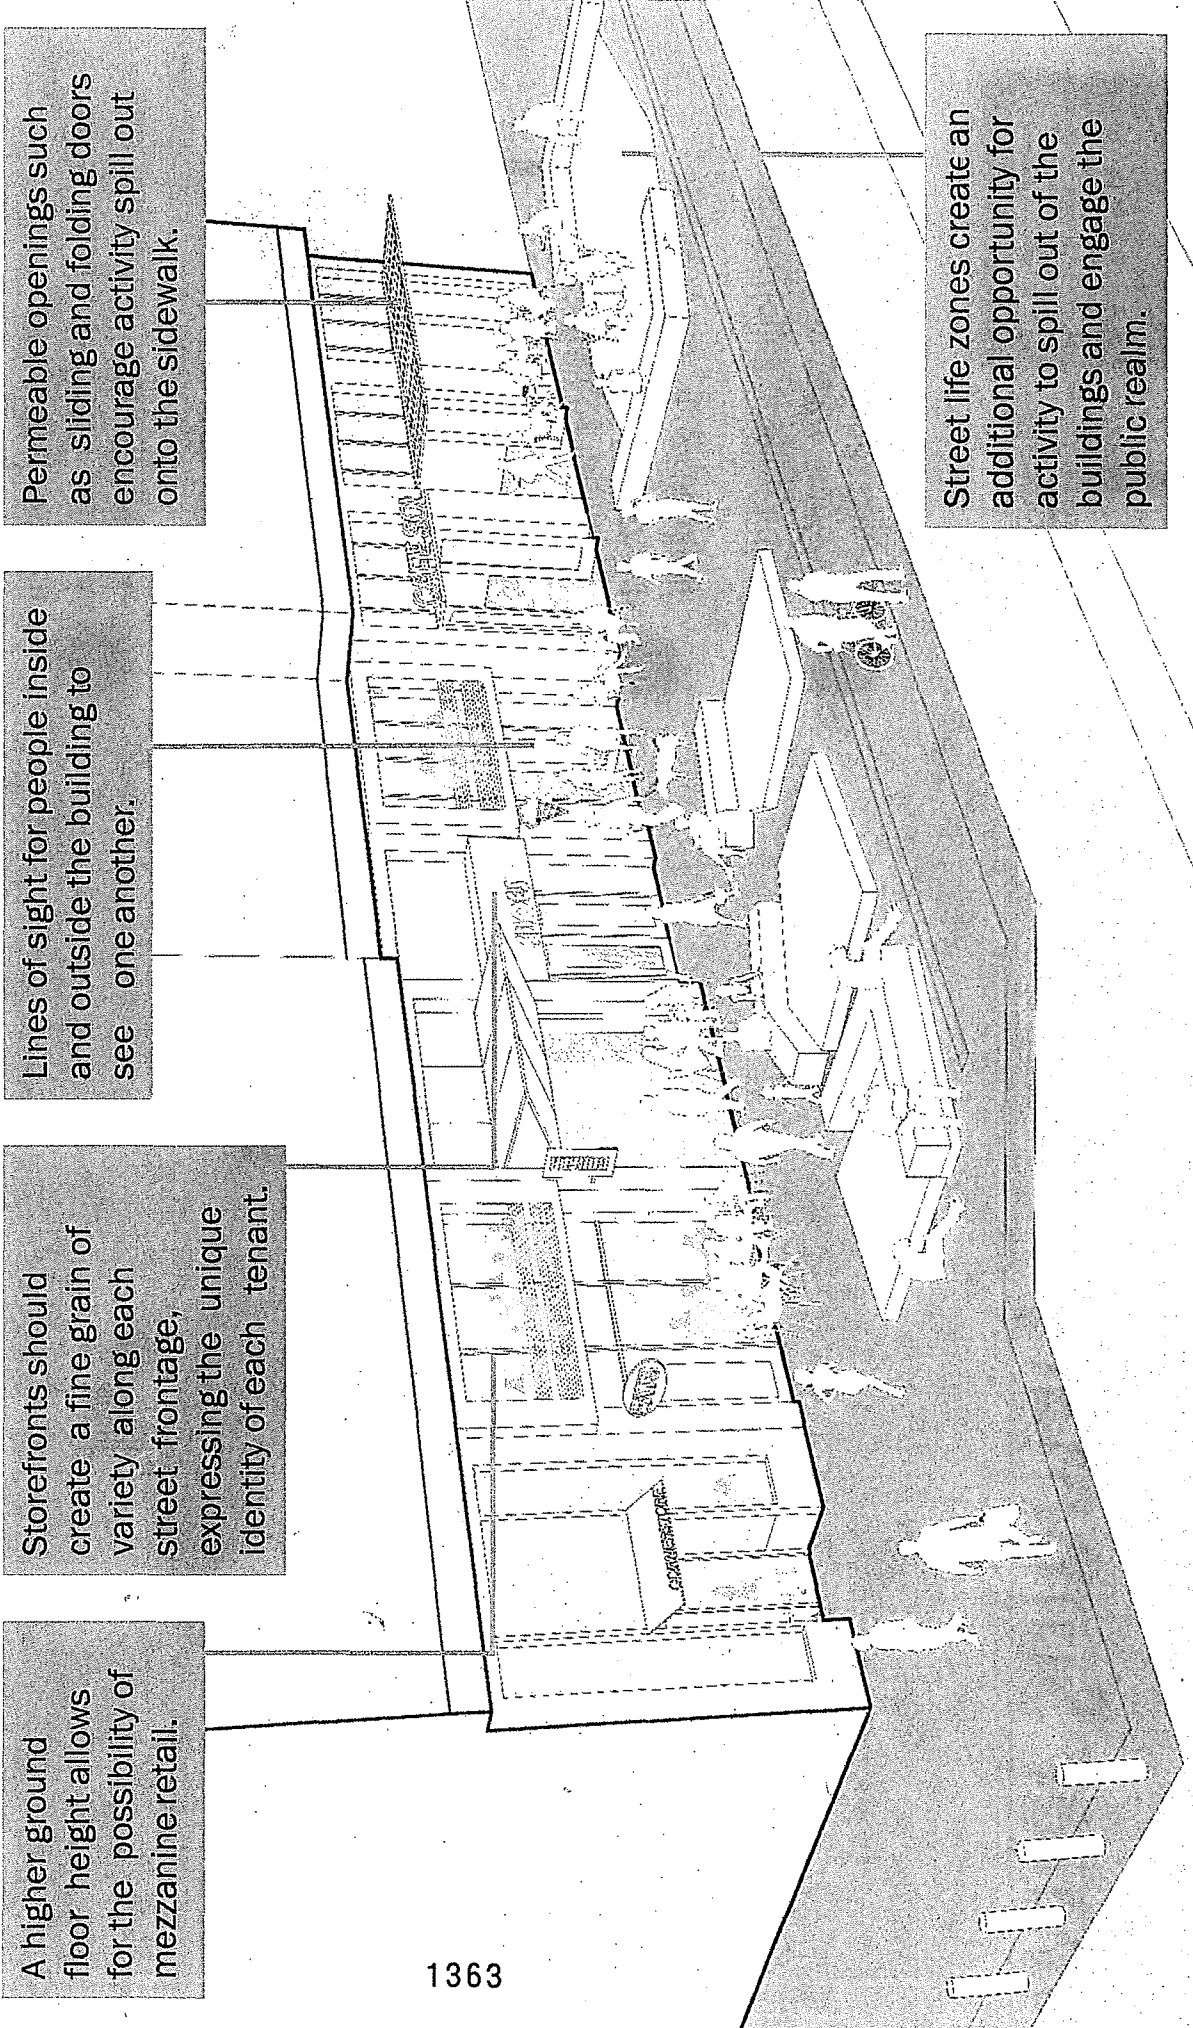 A higher ground
floor height allows
for the possibility of
mezzanine retail.
Storefronts should
create a fine grain of
variety along each
street frontage,
expressing the unique
identity of each tenant.
Lines of sight for people inside
and outside the building to
see one another.
Permeable openings such
as sliding and folding doors
encourage activity spill out
onto the sidewalk.
Street life zones create an
additional opportunity for
activity to spill out of the
buildings and engage the
public realm.
1363